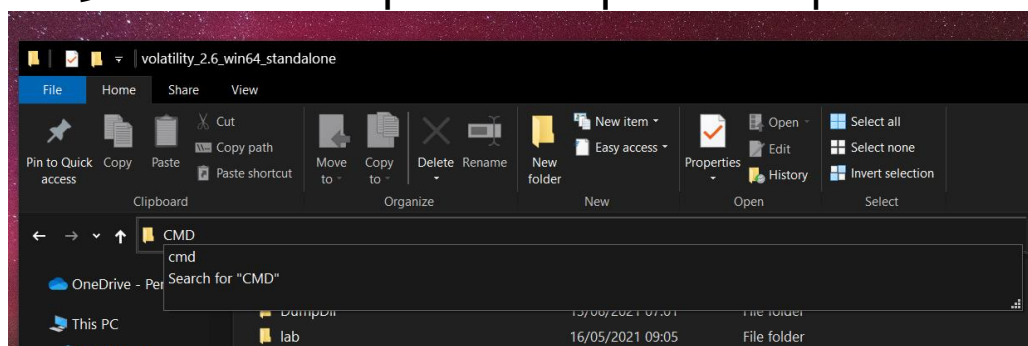 volatility_2.6_win64_standalone
File Home Share View
Pin to Quick access
Copy
Paste
Cut
Copy path
Paste shortcut
Clipboard
Move to
Copy to
Delete
Rename
Organize
New folder
New item
Easy access
New
Properties
Open
Edit
History
Open
Select all
Select none
Invert selection
Select
CMD
cmd
Search for "CMD"
OneDrive - Per
This PC
DumpDir
File folder
lab 16/05/2021 09:05 File folder